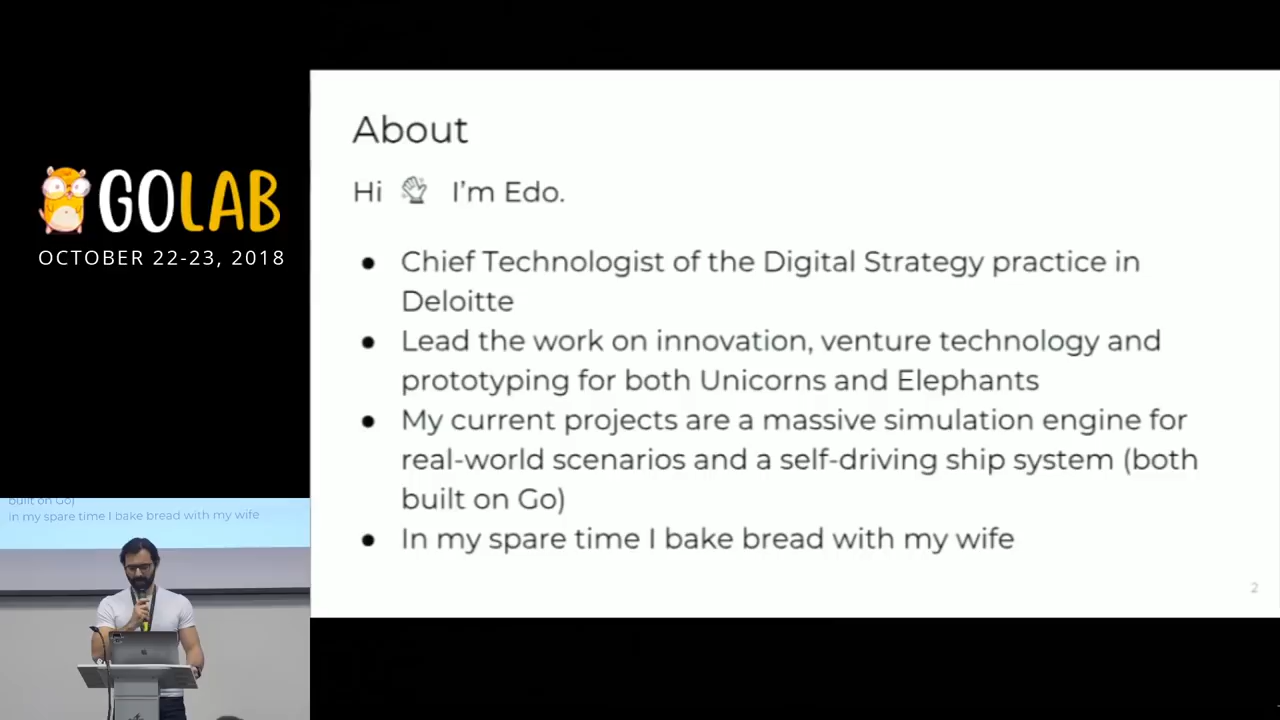 GOLAB
OCTOBER 22-23, 2018
About
Hi 👋 I'm Edo.
● Chief Technologist of the Digital Strategy practice in
Deloitte
● Lead the work on innovation, venture technology and
prototyping for both Unicorns and Elephants
● My current projects are a massive simulation engine for
real-world scenarios and a self-driving ship system (both
built on Go)
● In my spare time I bake bread with my wife
2
built on Go)
In my spare time I bake bread with my wife